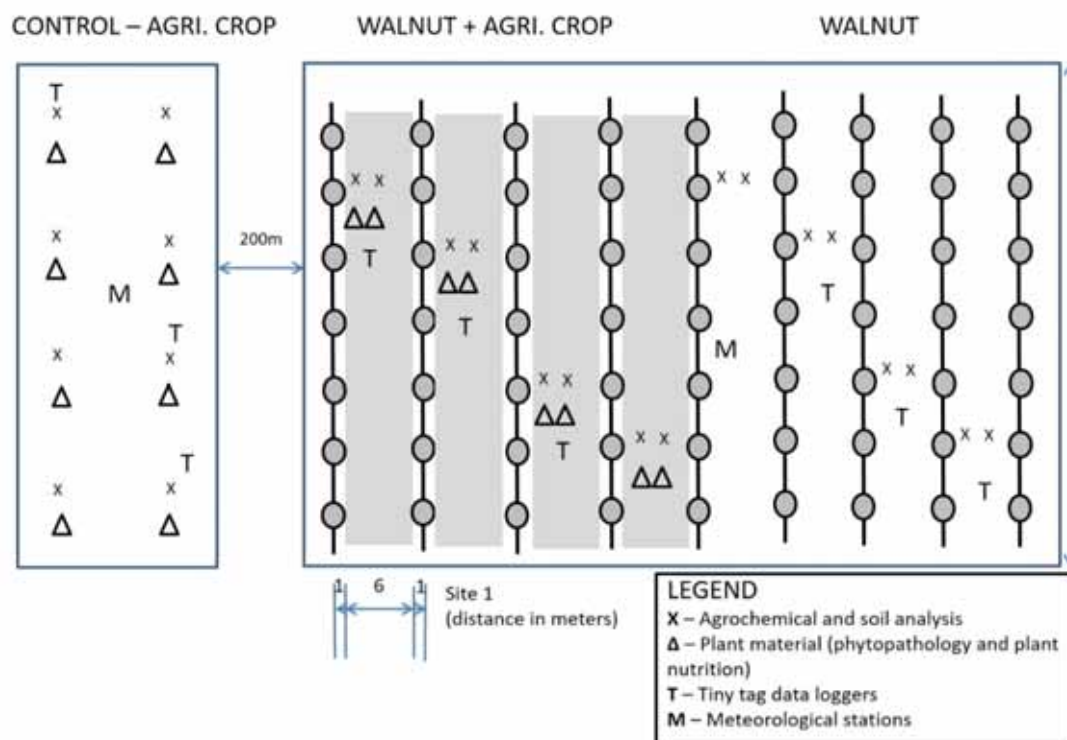 CONTROL – AGRI. CROP
WALNUT + AGRI. CROP
WALNUT
T
x x
Δ Δ
x x
Δ Δ
M
T
x x
Δ Δ
T
x x
Δ Δ
200m
x x
ΔΔ
T
x x
ΔΔ
T
x x
ΔΔ
T
x x
ΔΔ
x x
M
x x
T
x x
T
x x
T
1 6 1
Site 1
(distance in meters)
LEGEND
X – Agrochemical and soil analysis
Δ – Plant material (phytopathology and plant
nutrition)
T – Tiny tag data loggers
M – Meteorological stations